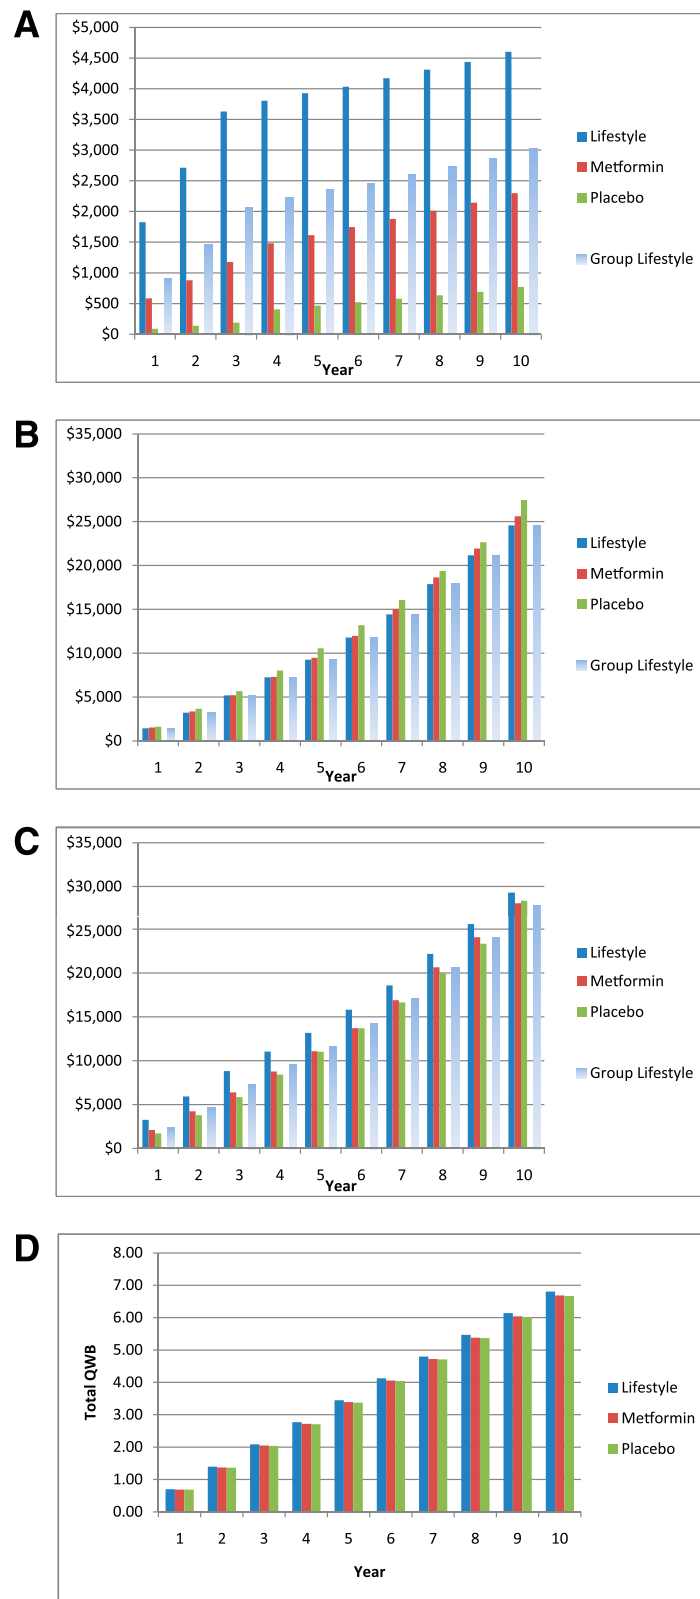 A
$5,000
$4,500
$4,000
$3,500
$3,000
$2,500
$2,000
$1,500
$1,000
$500
$0
1 2 3 4 5 6 7 8 9 10
Year
Lifestyle
Metformin
Placebo
Group Lifestyle
B
$35,000
$30,000
$25,000
$20,000
$15,000
$10,000
$5,000
$0
1 2 3 4 5 6 7 8 9 10
Year
Lifestyle
Metformin
Placebo
Group Lifestyle
C
$35,000
$30,000
$25,000
$20,000
$15,000
$10,000
$5,000
$0
1 2 3 4 5 6 7 8 9 10
Year
Lifestyle
Metformin
Placebo
Group Lifestyle
D
Total QWB
8.00
7.00
6.00
5.00
4.00
3.00
2.00
1.00
0.00
1 2 3 4 5 6 7 8 9 10
Year
Lifestyle
Metformin
Placebo